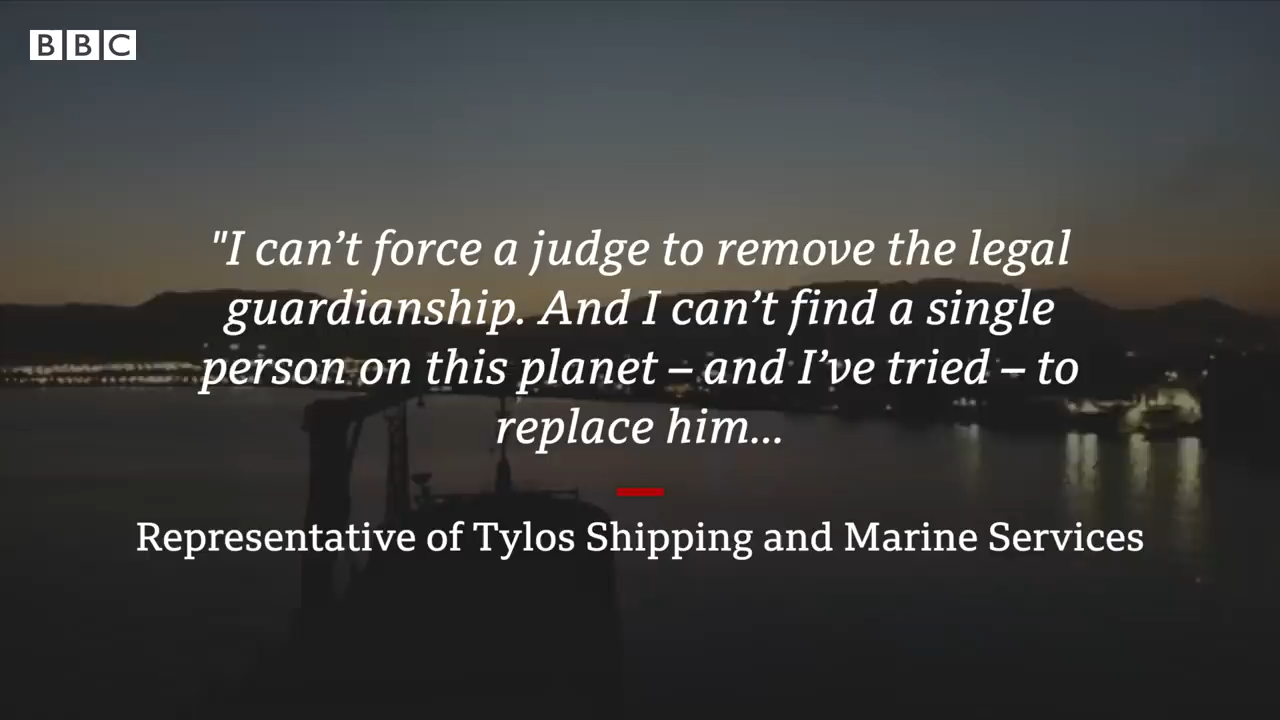 BBC
"I can’t force a judge to remove the legal
guardianship. And I can’t find a single
person on this planet – and I’ve tried – to
replace him...
Representative of Tylos Shipping and Marine Services